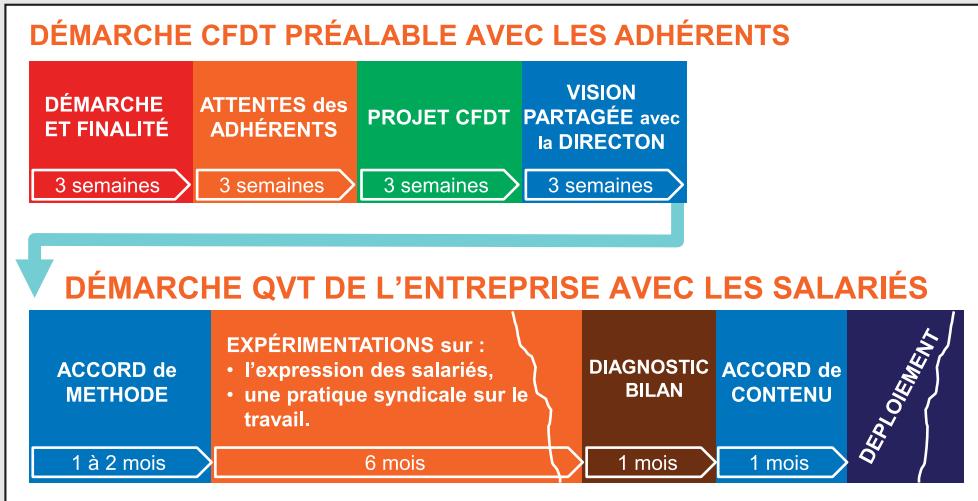 DÉMARCHE CFDT PRÉALABLE AVEC LES ADHÉRENTS
DÉMARCHE
ET FINALITÉ
3 semaines
ATTENTES des
ADHÉRENTS
3 semaines
PROJET CFDT
3 semaines
VISION
PARTAGÉE avec
la DIRECTON
3 semaines
DÉMARCHE QVT DE L'ENTREPRISE AVEC LES SALARIÉS
ACCORD de
METHODE
1 à 2 mois
EXPÉRIMENTATIONS sur :
• l'expression des salariés,
• une pratique syndicale sur le
travail.
6 mois
DIAGNOSTIC
BILAN
1 mois
ACCORD de
CONTENU
1 mois
DEPLOIEMENT